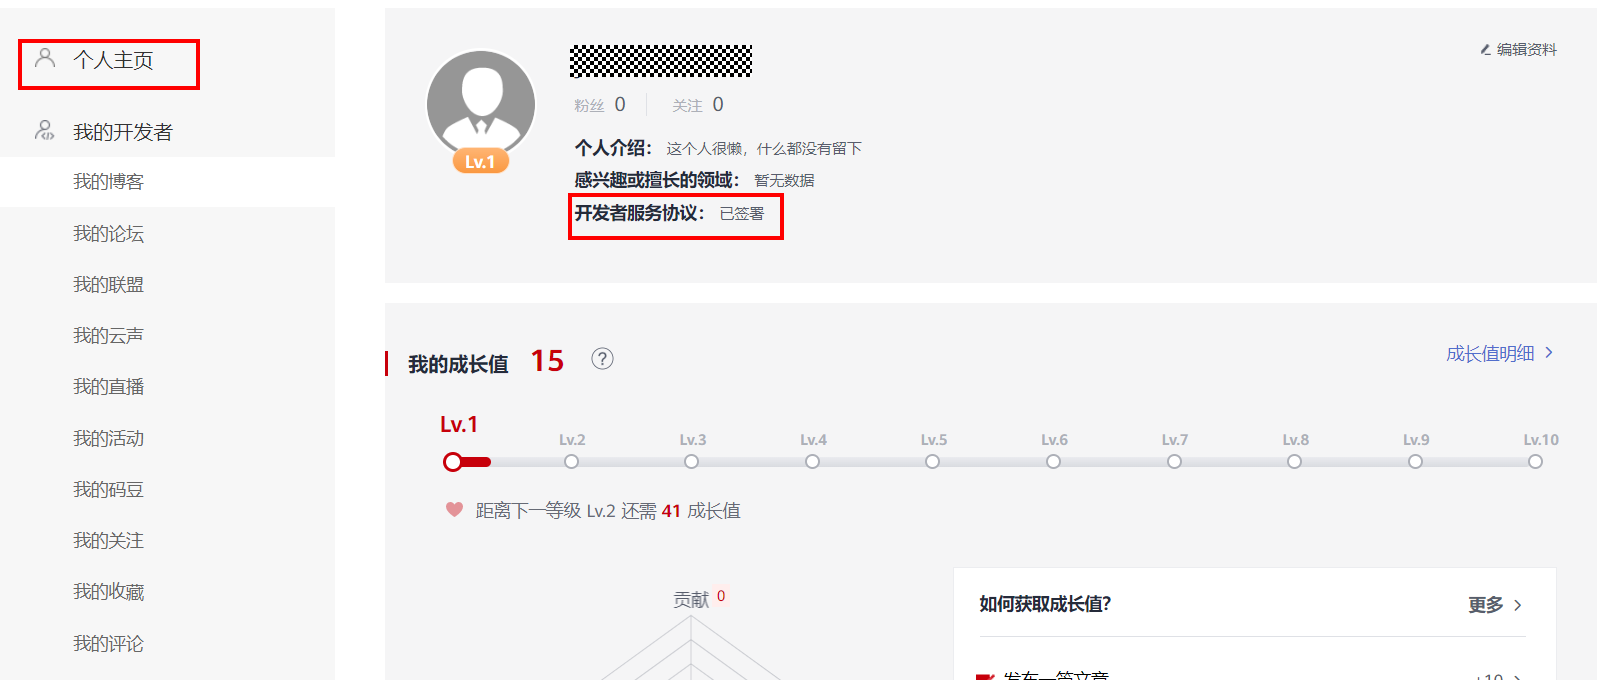 个人主页
我的开发者
我的博客
我的论坛
我的联盟
我的云声
我的直播
我的活动
我的码豆
我的关注
我的收藏
我的评论
编辑资料
Lv.1
粉丝 0 关注 0
个人介绍： 这个人很懒，什么都没有留下
感兴趣或擅长的领域： 暂无数据
开发者服务协议： 已签署
我的成长值 15 ?
成长值明细 >
Lv.1 Lv.2 Lv.3 Lv.4 Lv.5 Lv.6 Lv.7 Lv.8 Lv.9 Lv.10
距离下一等级 Lv.2 还需 41 成长值
贡献 0
如何获取成长值?
更多 >
发布一篇文章 +10 >